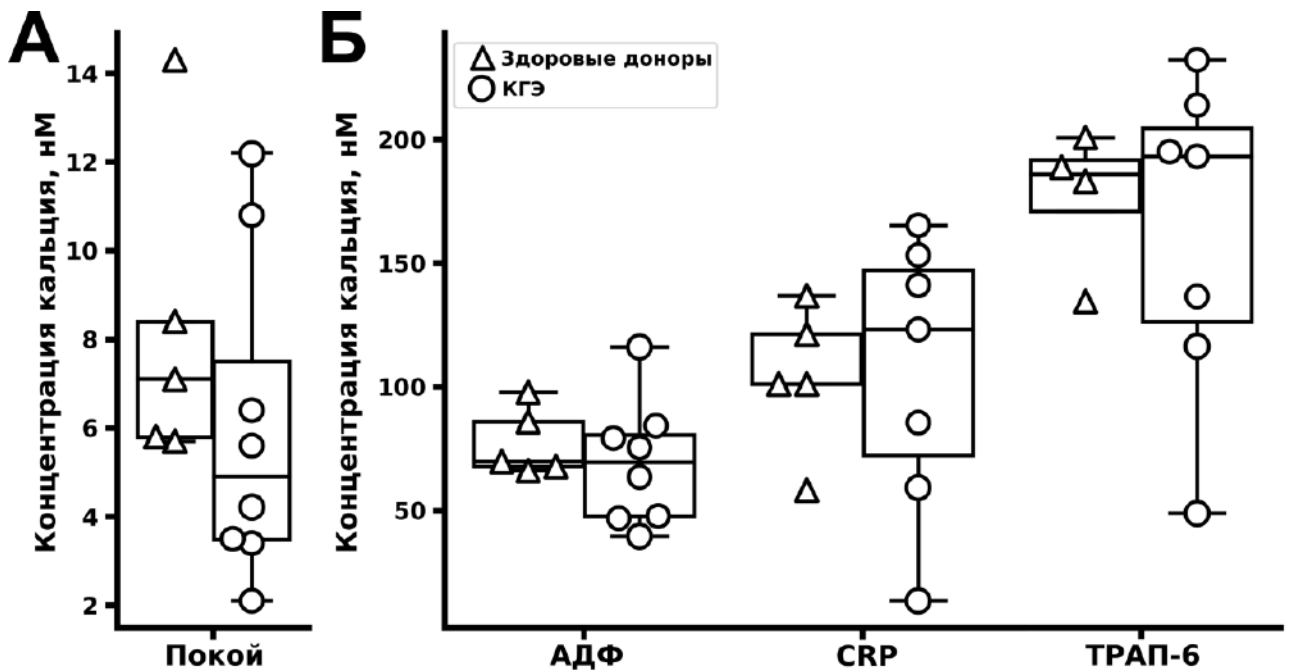 А
Концентрация кальция, нМ
14
12
10
8
6
4
2
Покой
Б
Концентрация кальция, нМ
200
150
100
50
Здоровые доноры
КГЭ
АДФ
CRP
ТРАП-6